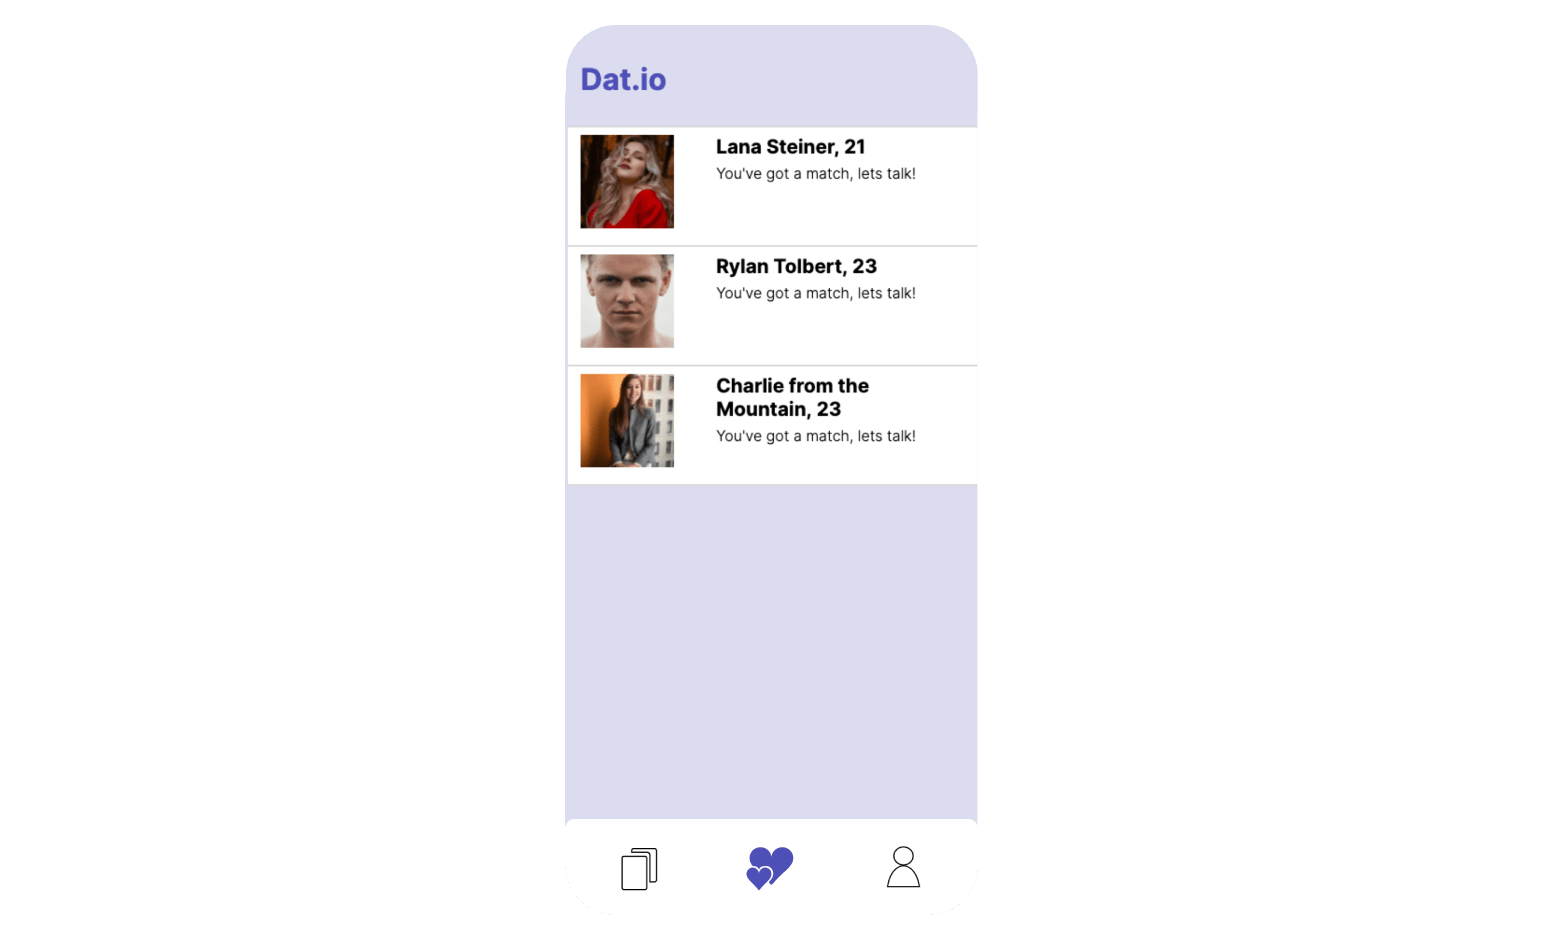 Dat.io
Lana Steiner, 21
You've got a match, lets talk!
Rylan Tolbert, 23
You've got a match, lets talk!
Charlie from the
Mountain, 23
You've got a match, lets talk!